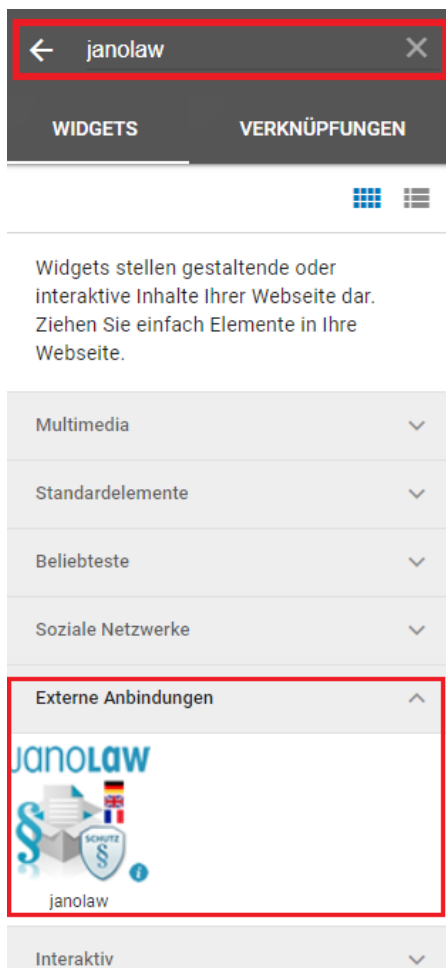 janolaw
WIDGETS VERKNÜPFUNGEN
Widgets stellen gestaltende oder
interaktive Inhalte Ihrer Webseite dar.
Ziehen Sie einfach Elemente in Ihre
Webseite.
Multimedia
Standardelemente
Beliebteste
Soziale Netzwerke
Externe Anbindungen
JANOLAW
§
SCHUTZ
§
i
janolaw
Interaktiv